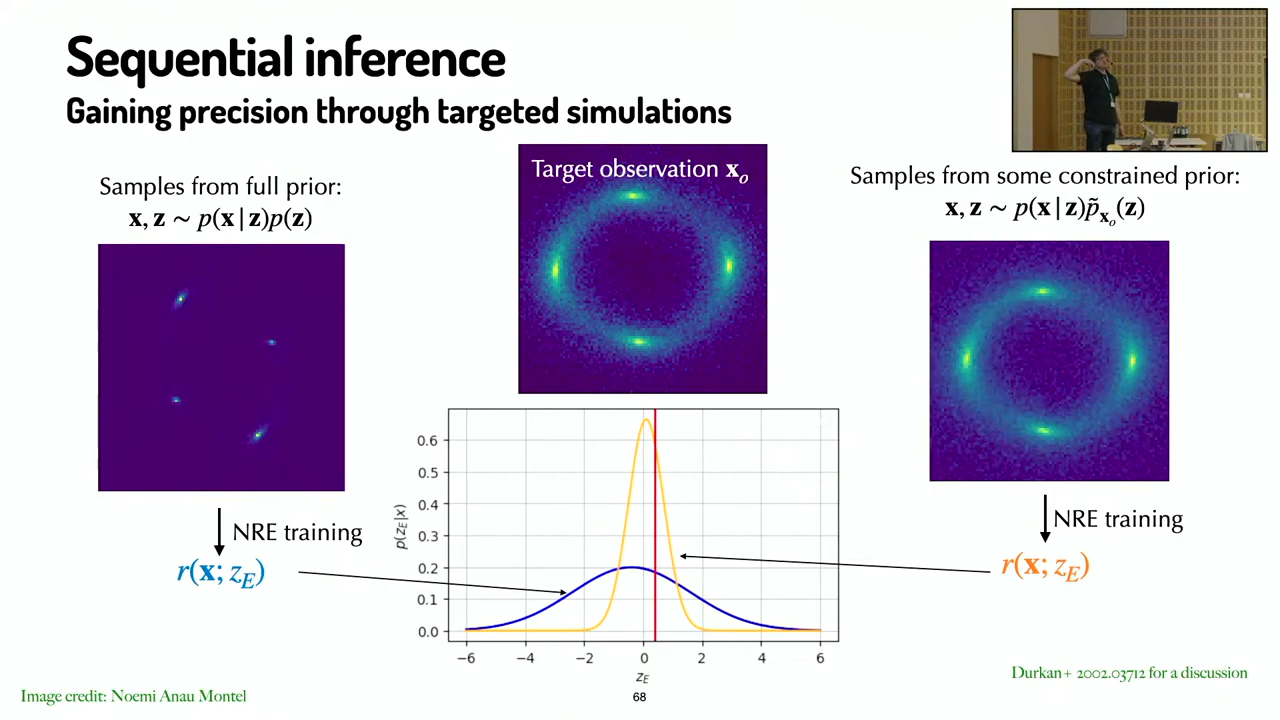 Sequential inference
Gaining precision through targeted simulations
Samples from full prior:
x, z ∼ p(x | z)p(z)
Target observation xₒ
Samples from some constrained prior:
x, z ∼ p(x | z)p̃ₓₒ(z)
NRE training
r(x; z_E)
NRE training
r(x; z_E)
p(z_E|x)
0.6
0.5
0.4
0.3
0.2
0.1
0.0
−6 −4 −2 0 2 4 6
z_E
Durkan+ 2002.03712 for a discussion
Image credit: Noemi Anau Montel
68